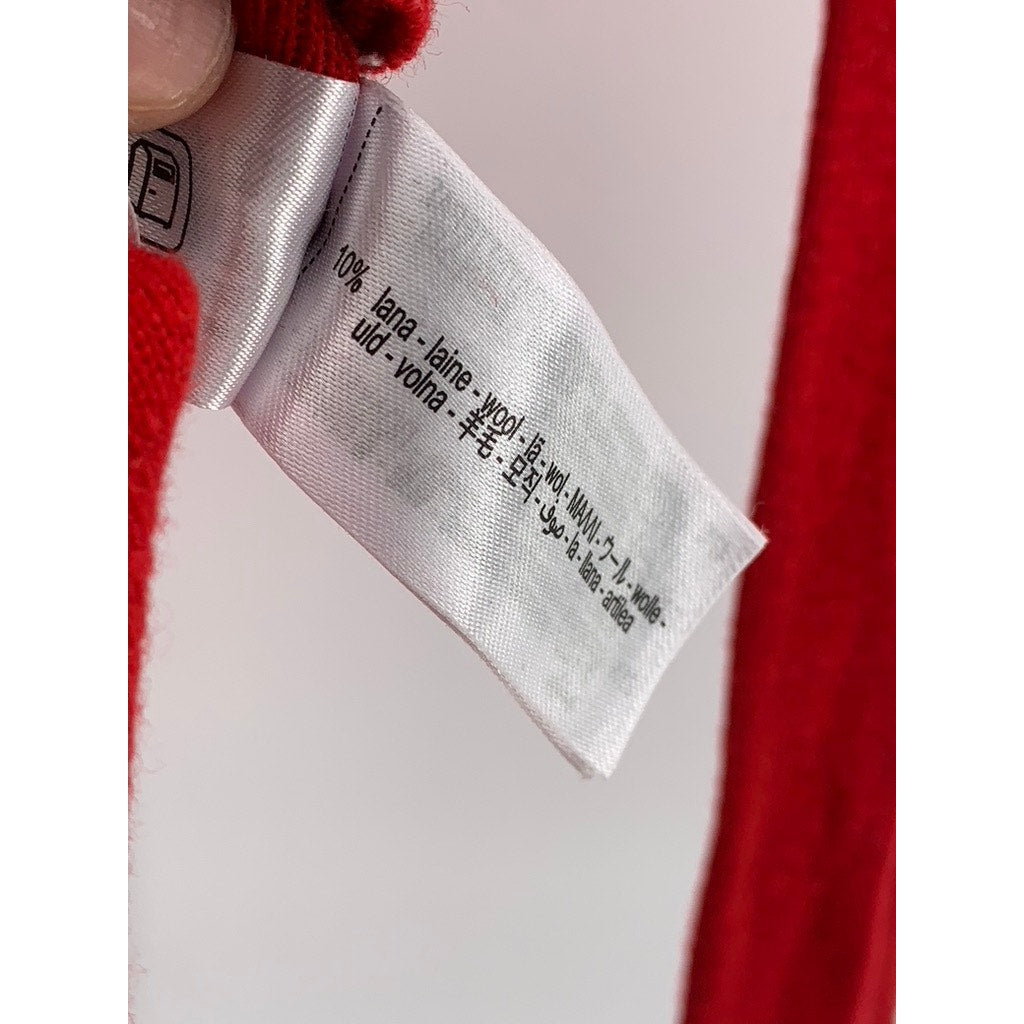 10% lana - laine - wool - lã - wol - ΜΑΛΛΙ - ウール - wolle -
uld - volna - 羊毛 - 모직 - صوف - la - llana - artilea